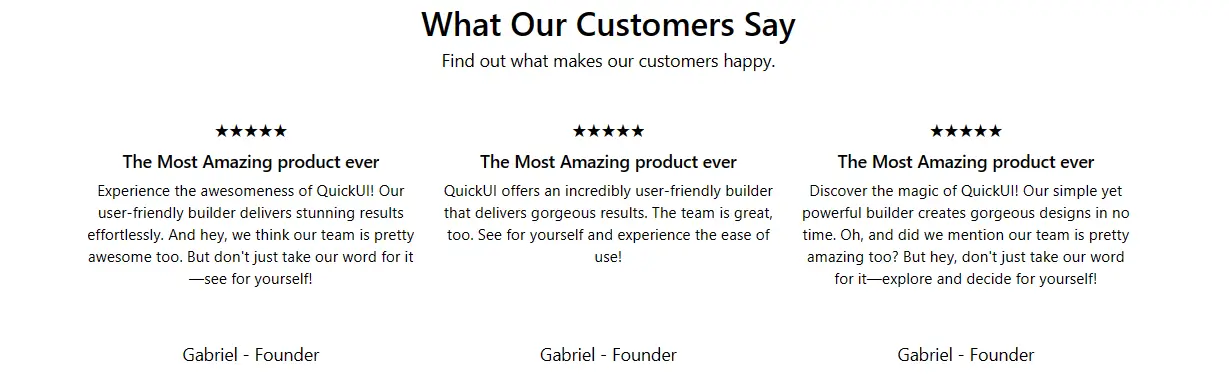 What Our Customers Say
Find out what makes our customers happy.
★★★★★
The Most Amazing product ever
Experience the awesomeness of QuickUI! Our
user-friendly builder delivers stunning results
effortlessly. And hey, we think our team is pretty
awesome too. But don't just take our word for it
—see for yourself!
Gabriel - Founder
★★★★★
The Most Amazing product ever
QuickUI offers an incredibly user-friendly builder
that delivers gorgeous results. The team is great,
too. See for yourself and experience the ease of
use!
Gabriel - Founder
★★★★★
The Most Amazing product ever
Discover the magic of QuickUI! Our simple yet
powerful builder creates gorgeous designs in no
time. Oh, and did we mention our team is pretty
amazing too? But hey, don't just take our word
for it—explore and decide for yourself!
Gabriel - Founder